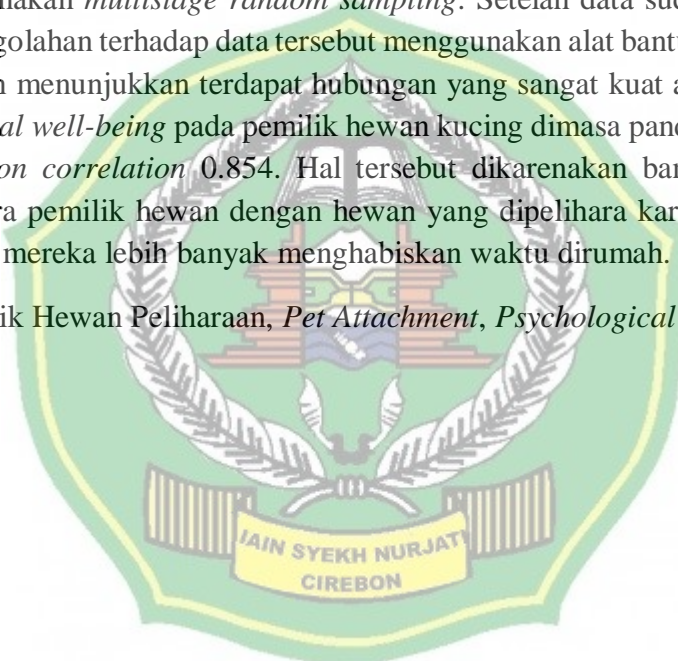 nakan multistage random sampling. Setelah data sud
golahan terhadap data tersebut menggunakan alat bantu
n menunjukkan terdapat hubungan yang sangat kuat a
al well-being pada pemilik hewan kucing dimasa pand
on correlation 0.854. Hal tersebut dikarenakan ban
ra pemilik hewan dengan hewan yang dipelihara kar
mereka lebih banyak menghabiskan waktu dirumah.
ik Hewan Peliharaan, Pet Attachment, Psychological
IAIN SYEKH NURJATI
CIREBON